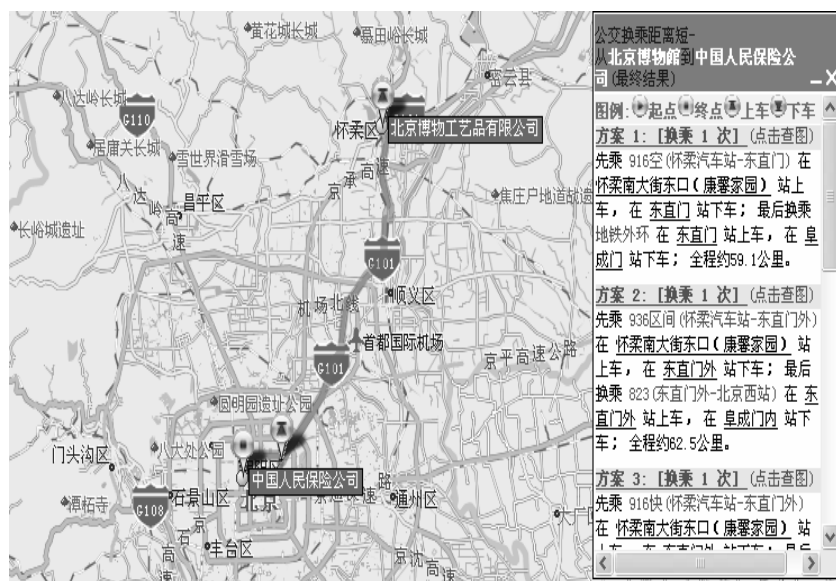 黄花城长城
慕田峪长城
密云县
八达岭长城
G110
怀柔区
北京博物工艺品有限公司
居庸关长城
雪世界滑雪场
京承高速
八达岭高速
昌平区
焦庄户地道战遗
长峪城遗址
G101
顺义区
机场北线
首都国际机场
G101
京平高速公路
圆明园遗址公园
八大处公园
门头沟区
中国人民保险公司
石景山区
北京
通州区
潭柘寺
G108
丰台区
京石高速
京沈高速
大厂
公交换乘距离短-
从北京博物館到中国人民保险公
司(最终结果)
图例:起点终点上车下车
方案 1: [换乘 1 次] (点击查图)
先乘 916空(怀柔汽车站-东直门) 在
怀柔南大街东口(康馨家园) 站上
车, 在 东直门 站下车; 最后换乘
地铁外环 在 东直门 站上车, 在 阜
成门 站下车; 全程约59.1公里。
方案 2: [换乘 1 次] (点击查图)
先乘 936区间(怀柔汽车站-东直门外)
在 怀柔南大街东口(康馨家园) 站
上车, 在 东直门外 站下车; 最后
换乘 823(东直门外-北京西站) 在 东
直门外 站上车, 在 阜成门内 站下
车; 全程约62.5公里。
方案 3: [换乘 1 次] (点击查图)
先乘 916快(怀柔汽车站-东直门外)
在 怀柔南大街东口(康馨家园) 站